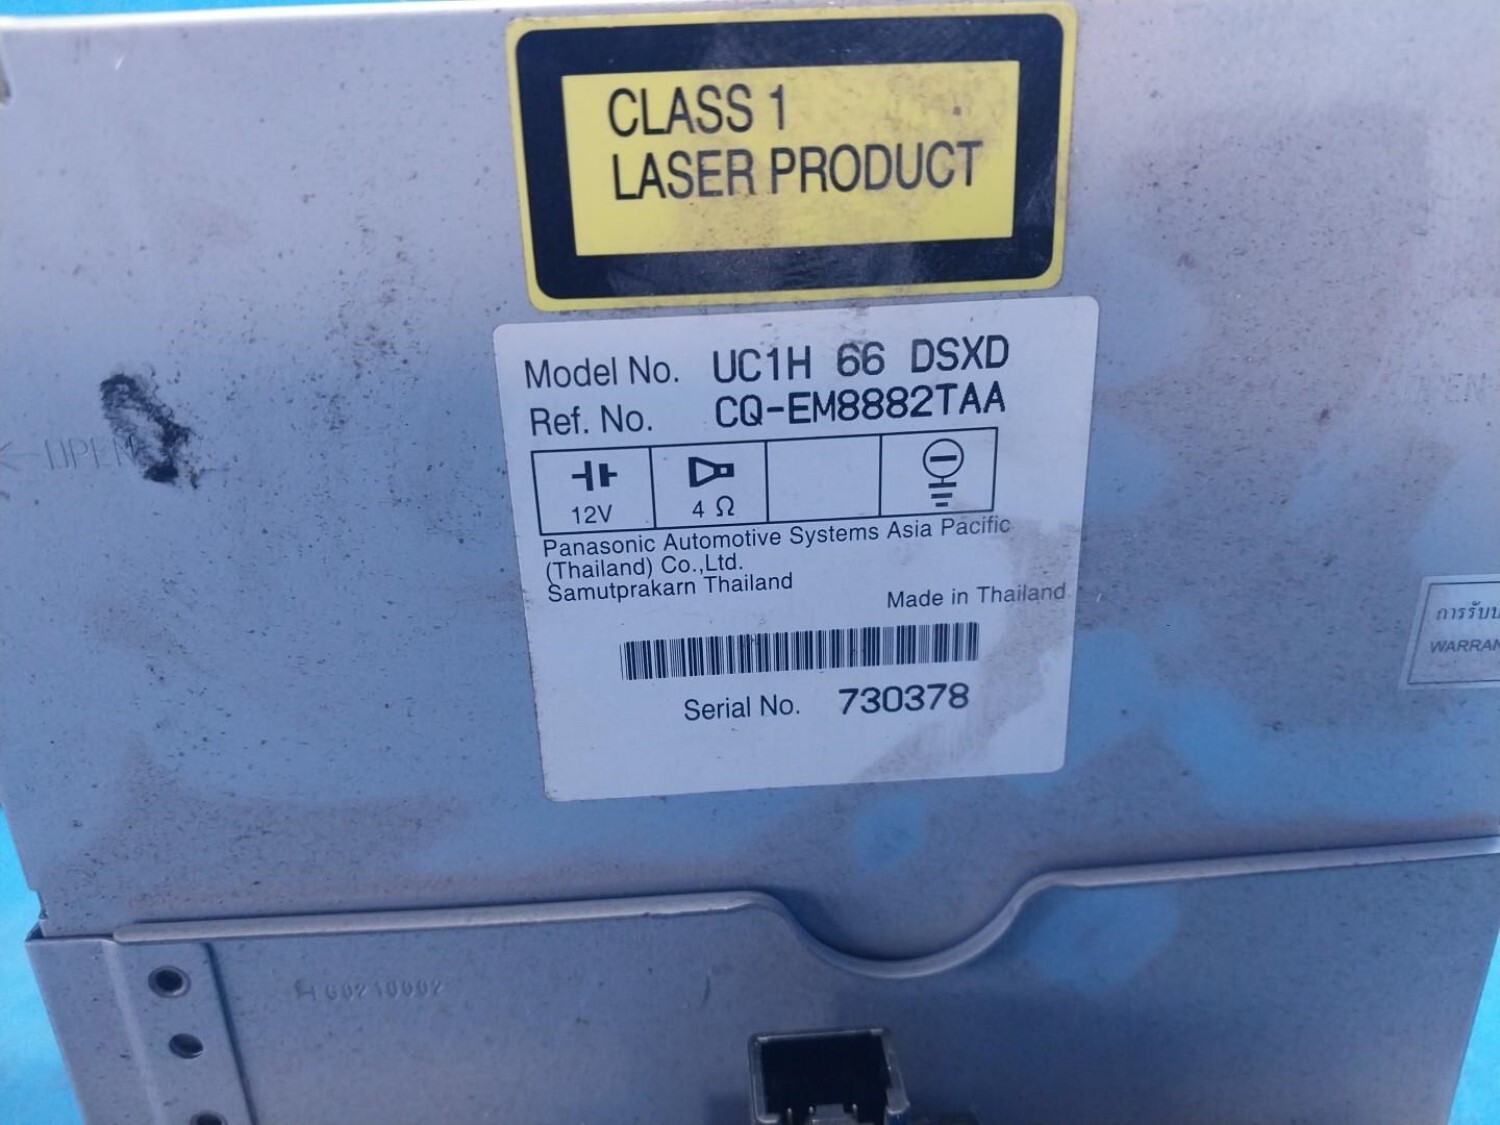 CLASS 1
LASER PRODUCT
Model No. UC1H 66 DSXD
Ref. No. CQ-EM8882TAA
12V
4 Ω
Panasonic Automotive Systems Asia Pacific
(Thailand) Co.,Ltd.
Samutprakarn Thailand
Made in Thailand
Serial No. 730378
OPEN